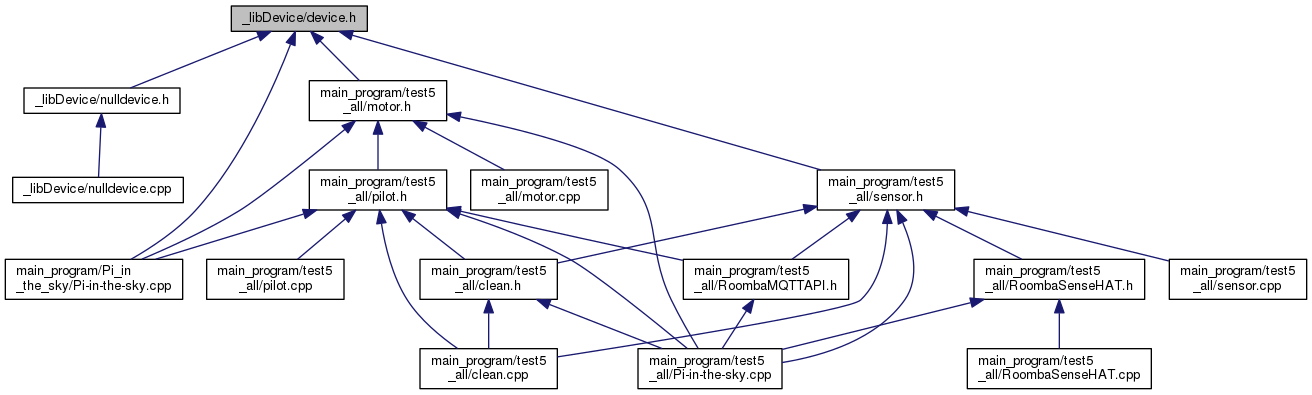 _libDevice/device.h
_libDevice/nulldevice.h
main_program/test5
_all/motor.h
_libDevice/nulldevice.cpp
main_program/test5
_all/pilot.h
main_program/test5
_all/motor.cpp
main_program/test5
_all/sensor.h
main_program/Pi_in
_the_sky/Pi-in-the-sky.cpp
main_program/test5
_all/pilot.cpp
main_program/test5
_all/clean.h
main_program/test5
_all/RoombaMQTTAPI.h
main_program/test5
_all/RoombaSenseHAT.h
main_program/test5
_all/sensor.cpp
main_program/test5
_all/clean.cpp
main_program/test5
_all/Pi-in-the-sky.cpp
main_program/test5
_all/RoombaSenseHAT.cpp